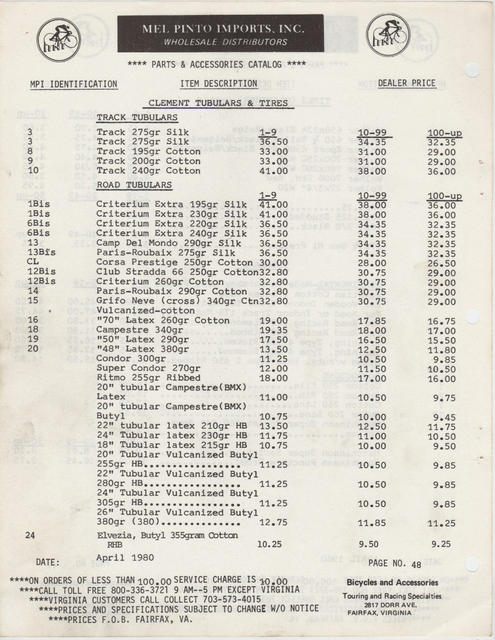 MEL PINTO IMPORTS, INC.
WHOLESALE DISTRIBUTORS
**** PARTS & ACCESSORIES CATALOG ****
MPI IDENTIFICATION ITEM DESCRIPTION DEALER PRICE
CLEMENT TUBULARS & TIRES
TRACK TUBULARS
1-9 10-99 100-up
3 Track 275gr Silk
3 Track 275gr Silk 36.50 34.35 32.35
8 Track 195gr Cotton 33.00 31.00 29.00
9 Track 200gr Cotton 33.00 31.00 29.00
10 Track 240gr Cotton 41.00 38.00 36.00
ROAD TUBULARS
1-9 10-99 100-up
1Bis Criterium Extra 195gr Silk 41.00 38.00 36.00
1Bis Criterium Extra 230gr Silk 41.00 38.00 36.00
6Bis Criterium Extra 220gr Silk 36.50 34.35 32.35
6Bis Criterium Extra 240gr Silk 36.50 34.35 32.35
13 Camp Del Mondo 290gr Silk 36.50 34.35 32.35
13Bis Paris-Roubaix 275gr Silk 36.50 34.35 32.35
CL Corsa Prestige 250gr Cotton 30.00 28.00 26.50
12Bis Club Stradda 66 250gr Cotton 32.80 30.75 29.00
12Bis Criterium 260gr Cotton 32.80 30.75 29.00
14 Paris-Roubaix 290gr Cotton 32.80 30.75 29.00
15 Grifo Neve (cross) 340gr Ctn 32.80 30.75 29.00
Vulcanized-cotton
16 "70" Latex 260gr Cotton 19.00 17.85 16.75
18 Campestre 340gr 19.35 18.00 17.00
19 "50" Latex 290gr 17.50 16.50 15.50
20 "48" Latex 380gr 13.50 12.50 11.80
Condor 300gr 11.25 10.50 9.85
Super Condor 270gr 12.00 11.50 10.50
Ritmo 255gr Ribbed 18.00 17.00 16.00
20" tubular Campestre(BMX)
Latex 11.00 10.50 9.75
20" tubular Campestre(BMX)
Butyl 10.75 10.00 9.45
22" tubular latex 210gr HB 13.50 12.50 11.75
24" Tubular latex 230gr HB 11.75 11.00 10.50
18" Tubular latex 215gr HB 10.75 10.00 9.50
20" Tubular Vulcanized Butyl
255gr HB............... 11.25 10.50 9.85
22" Tubular Vulcanized Butyl
280gr HB............... 11.25 10.50 9.85
24" Tubular Vulcanized Butyl
305gr HB............... 11.25 10.50 9.85
26" Tubular Vulcanized Butyl
380gr (380)............. 12.75 11.85 11.25
24 Elvezia, Butyl 355gram Cotton
RHB 10.25 9.50 9.25
DATE: April 1980 PAGE NO. 48
****ON ORDERS OF LESS THAN 100.00 SERVICE CHARGE IS 10.00
****CALL TOLL FREE 800-336-3721 9 AM--5 PM EXCEPT VIRGINIA
****VIRGINIA CUSTOMERS CALL COLLECT 703-573-4015
****PRICES AND SPECIFICATIONS SUBJECT TO CHANGE W/O NOTICE
****PRICES F.O.B. FAIRFAX, VA.
Bicycles and Accessories
Touring and Racing Specialties
2817 DORR AVE.
FAIRFAX, VIRGINIA